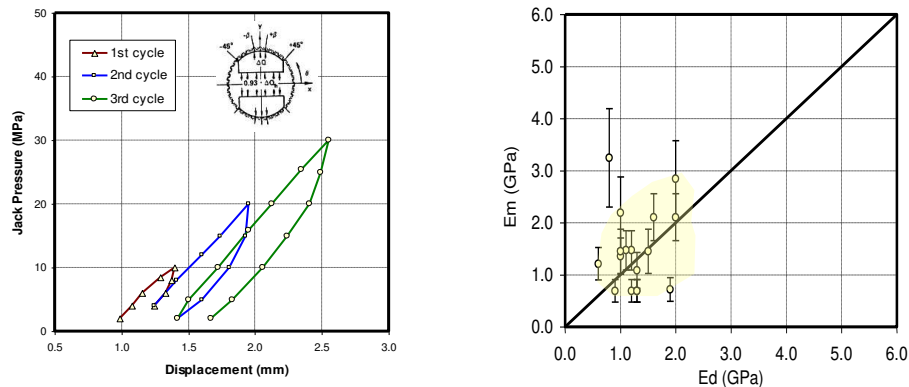 50
40
30
20
10
0
0.5
1.0
1.5
2.0
2.5
3.0
Jack Pressure (MPa)
Displacement (mm)
1st cycle
2nd cycle
3rd cycle
Y
-β
+β
-45°
+45°
ΔQ
δ
X
6.0
5.0
4.0
3.0
2.0
1.0
0.0
0.0
1.0
2.0
3.0
4.0
5.0
6.0
Em (GPa)
Ed (GPa)